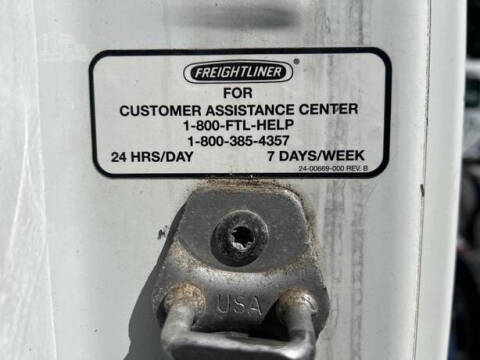 FREIGHTLINER ®
FOR
CUSTOMER ASSISTANCE CENTER
1-800-FTL-HELP
1-800-385-4357
24 HRS/DAY 7 DAYS/WEEK
24-00669-000 REV. B
USA